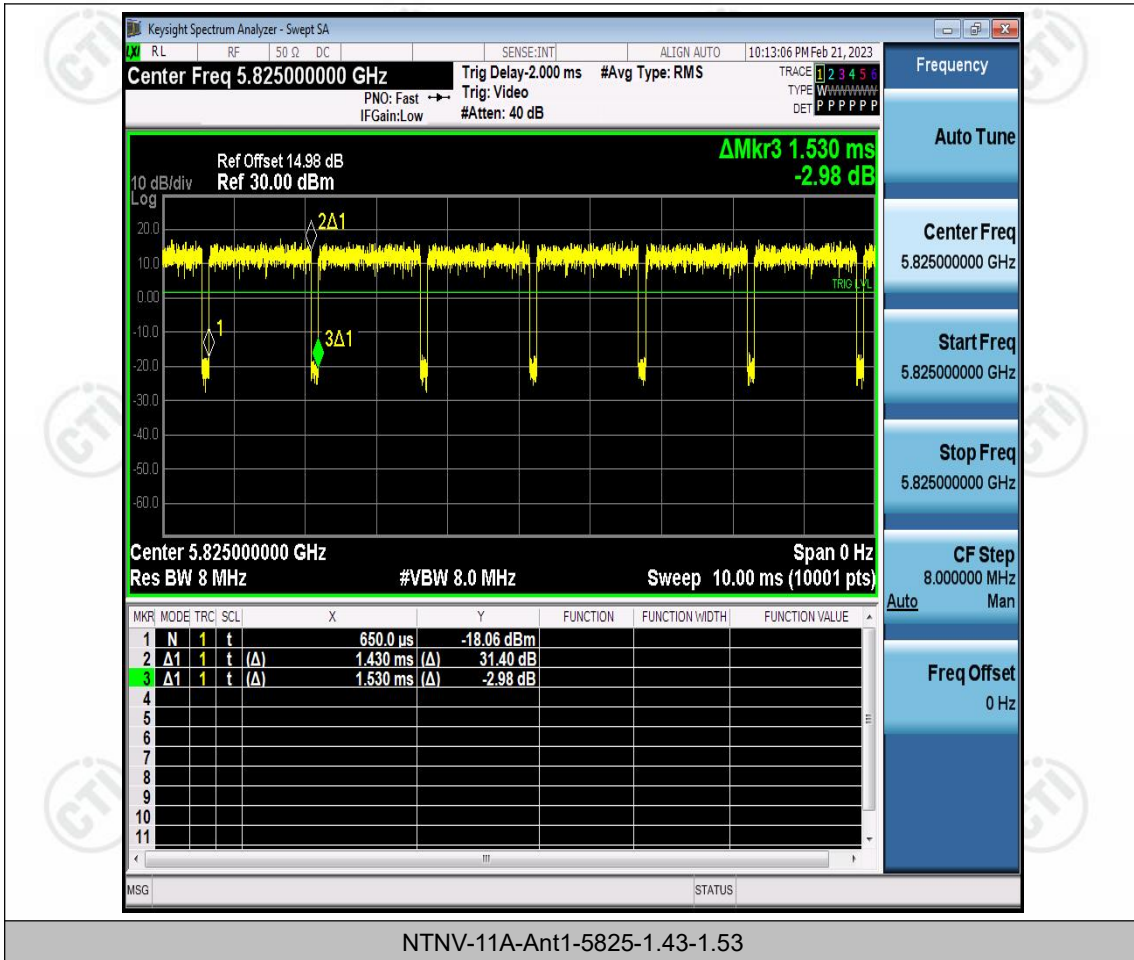 Keysight Spectrum Analyzer - Swept SA
LXI RL RF 50 Ω DC SENSE:INT ALIGN AUTO 10:13:06 PM Feb 21, 2023
Center Freq 5.825000000 GHz Trig Delay-2.000 ms #Avg Type: RMS TRACE 1 2 3 4 5 6
PNO: Fast Trig: Video TYPE WWWWWW
IFGain:Low #Atten: 40 dB DET P P P P P P
ΔMkr3 1.530 ms
-2.98 dB
Ref Offset 14.98 dB
10 dB/div Ref 30.00 dBm
Log
20.0
10.0
0.00
-10.0
-20.0
-30.0
-40.0
-50.0
-60.0
2Δ1
TRIG LVL
1
3Δ1
Center 5.825000000 GHz Span 0 Hz
Res BW 8 MHz #VBW 8.0 MHz Sweep 10.00 ms (10001 pts)
MKR MODE TRC SCL X Y FUNCTION FUNCTION WIDTH FUNCTION VALUE
1 N 1 t 650.0 µs -18.06 dBm
2 Δ1 1 t (Δ) 1.430 ms (Δ) 31.40 dB
3 Δ1 1 t (Δ) 1.530 ms (Δ) -2.98 dB
4
5
6
7
8
9
10
11
MSG STATUS
Frequency
Auto Tune
Center Freq
5.825000000 GHz
Start Freq
5.825000000 GHz
Stop Freq
5.825000000 GHz
CF Step
8.000000 MHz
Auto Man
Freq Offset
0 Hz
CTI
CTI
CTI
CTI
CTI
CTI
NTNV-11A-Ant1-5825-1.43-1.53